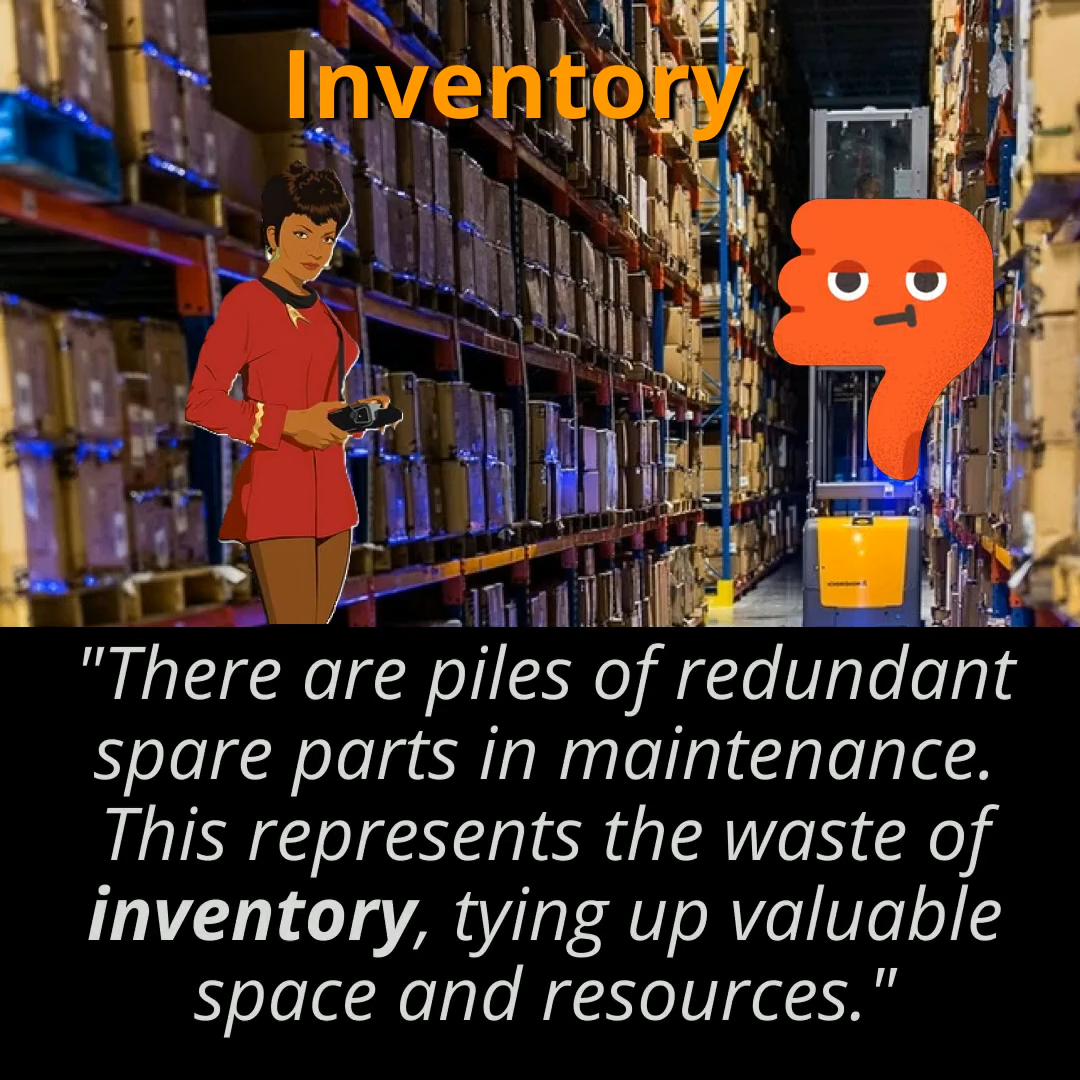 Inventory
"There are piles of redundant
spare parts in maintenance.
This represents the waste of
inventory, tying up valuable
space and resources."